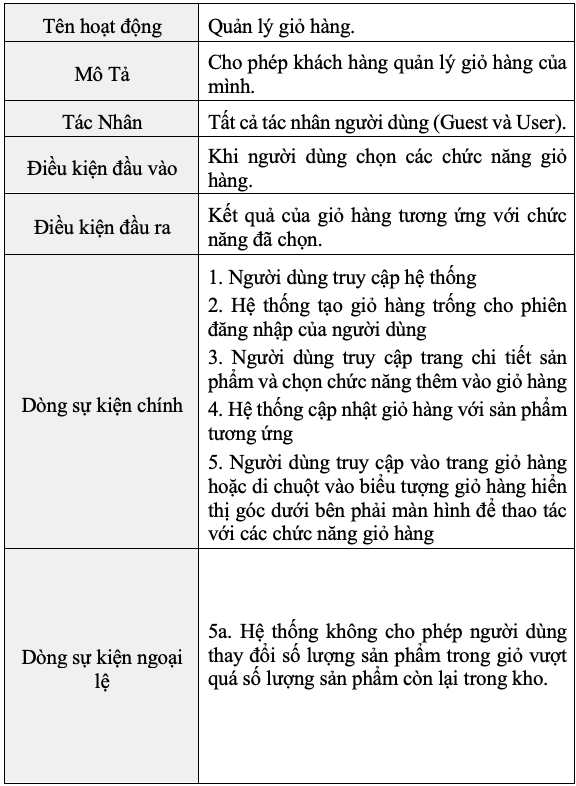 Tên hoạt động
Quản lý giỏ hàng.
Mô Tả
Cho phép khách hàng quản lý giỏ hàng của
mình.
Tác Nhân
Tất cả tác nhân người dùng (Guest và User).
Điều kiện đầu vào
Khi người dùng chọn các chức năng giỏ
hàng.
Điều kiện đầu ra
Kết quả của giỏ hàng tương ứng với chức
năng đã chọn.
Dòng sự kiện chính
1. Người dùng truy cập hệ thống
2. Hệ thống tạo giỏ hàng trống cho phiên
đăng nhập của người dùng
3. Người dùng truy cập trang chi tiết sản
phẩm và chọn chức năng thêm vào giỏ hàng
4. Hệ thống cập nhật giỏ hàng với sản phẩm
tương ứng
5. Người dùng truy cập vào trang giỏ hàng
hoặc di chuột vào biểu tượng giỏ hàng hiển
thị góc dưới bên phải màn hình để thao tác
với các chức năng giỏ hàng
Dòng sự kiện ngoại
lệ
5a. Hệ thống không cho phép người dùng
thay đổi số lượng sản phẩm trong giỏ vượt
quá số lượng sản phẩm còn lại trong kho.